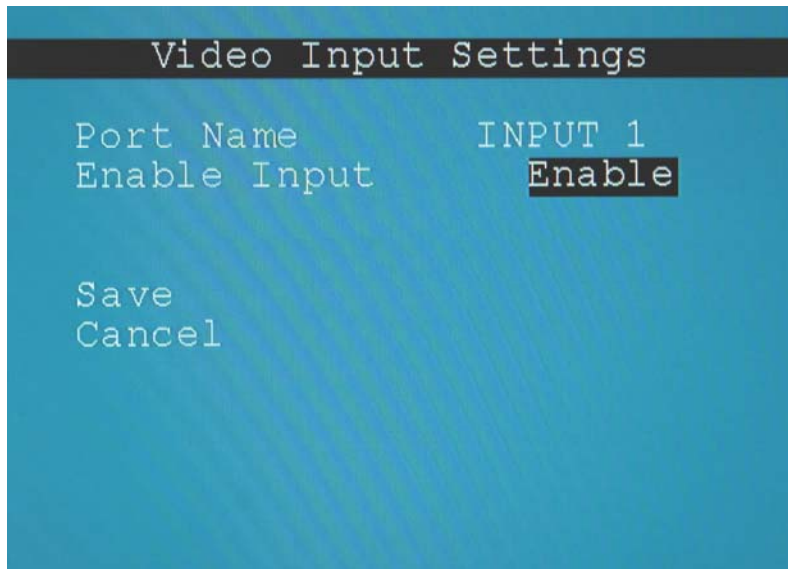 Video Input Settings
Port Name INPUT 1
Enable Input Enable
Save
Cancel